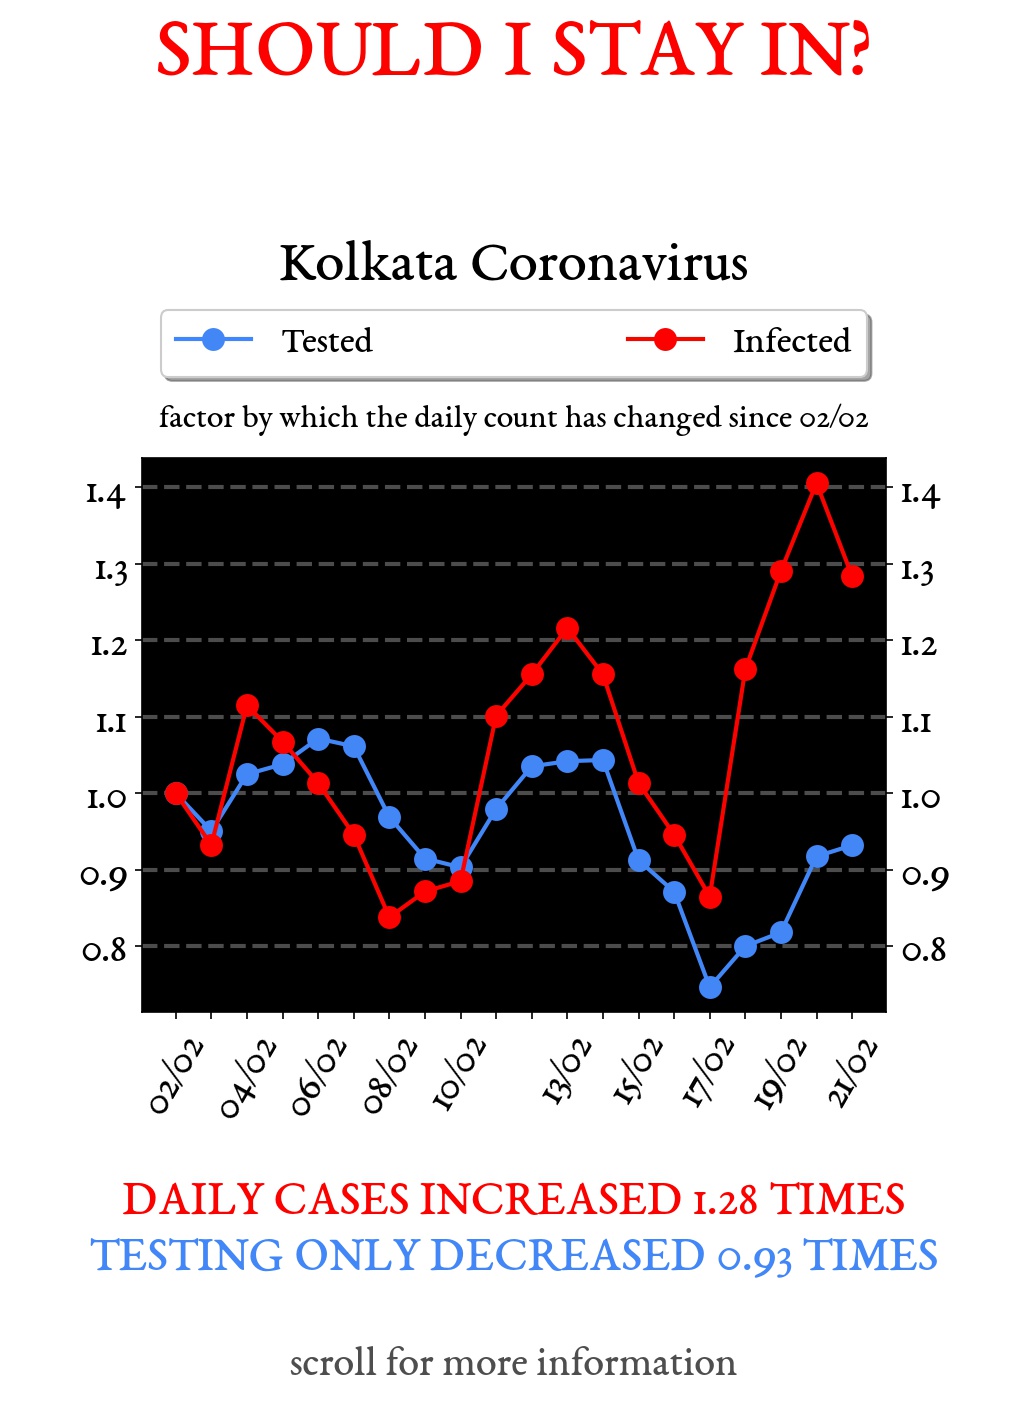 SHOULD I STAY IN?
Kolkata Coronavirus
Tested Infected
factor by which the daily count has changed since 02/02
1.4 1.4
1.3 1.3
1.2 1.2
1.1 1.1
1.0 1.0
0.9 0.9
0.8 0.8
02/02 04/02 06/02 08/02 10/02 13/02 15/02 17/02 19/02 21/02
DAILY CASES INCREASED 1.28 TIMES
TESTING ONLY DECREASED 0.93 TIMES
scroll for more information